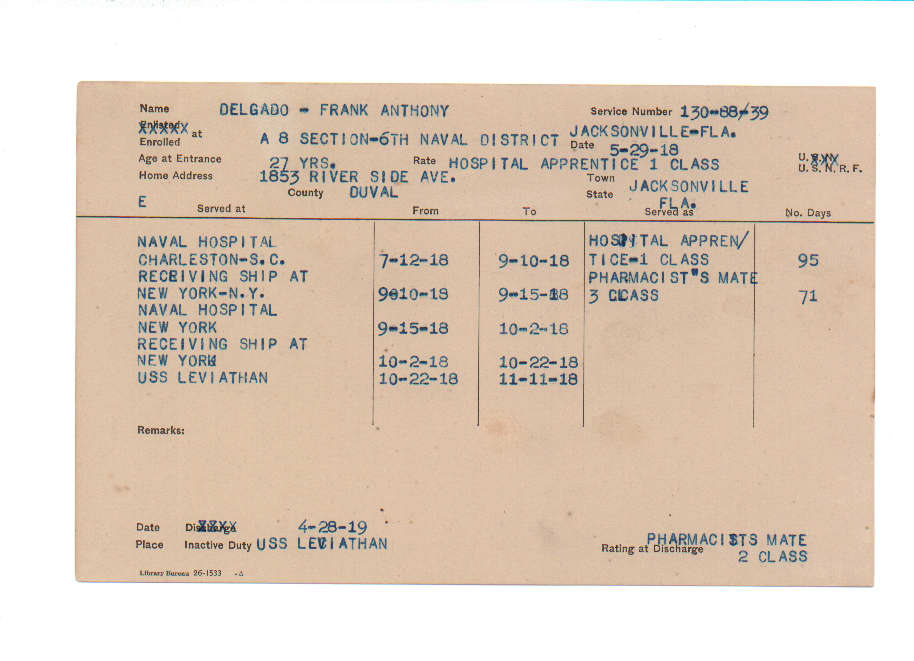 Name DELGADO - FRANK ANTHONY Service Number 130-88-39
Enlisted XXXXX at
Enrolled A 8 SECTION-6TH NAVAL DISTRICT JACKSONVILLE-FLA. Date 5-29-18
Age at Entrance 27 YRS. Rate HOSPITAL APPRENTICE 1 CLASS U.S.N.R.F.
Home Address 1853 RIVER SIDE AVE. Town JACKSONVILLE
County DUVAL State FLA.
E Served at From To Served as No. Days
NAVAL HOSPITAL HOSPITAL APPREN/
CHARLESTON-S.C. 7-12-18 9-10-18 TICE-1 CLASS 95
RECEIVING SHIP AT PHARMACIST"S MATE
NEW YORK-N.Y. 9-10-18 9-15-18 3 CLASS 71
NAVAL HOSPITAL
NEW YORK 9-15-18 10-2-18
RECEIVING SHIP AT
NEW YORK 10-2-18 10-22-18
USS LEVIATHAN 10-22-18 11-11-18
Remarks:
Date Discharge XXXX 4-28-19
Place Inactive Duty USS LEVIATHAN Rating at Discharge PHARMACISTS MATE
2 CLASS
Library Bureau 26-1533